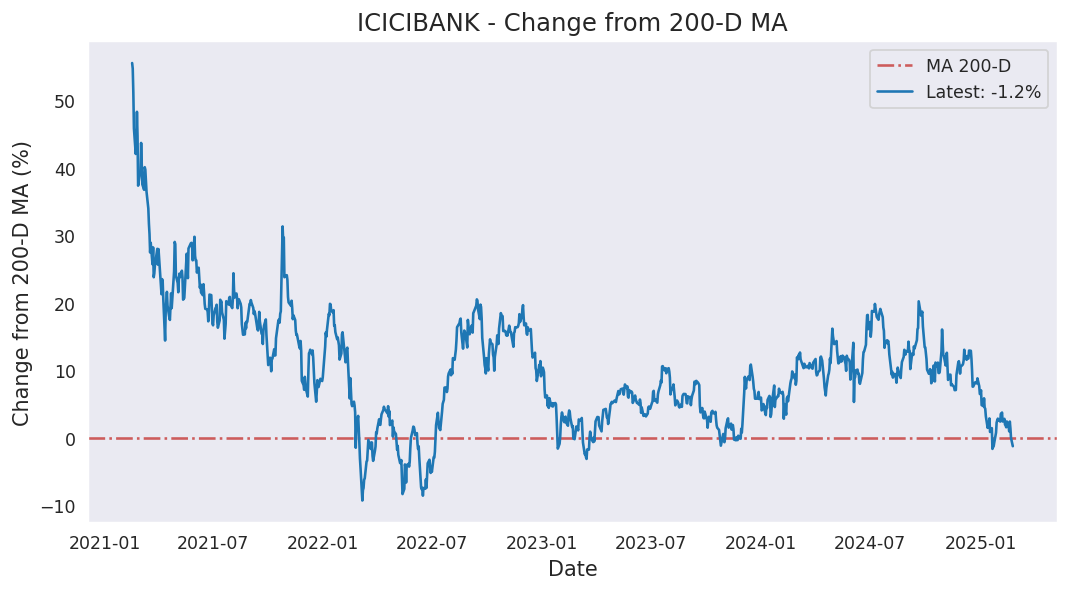 ICICIBANK - Change from 200-D MA
MA 200-D
Latest: -1.2%
Change from 200-D MA (%)
50
40
30
20
10
0
−10
2021-01 2021-07 2022-01 2022-07 2023-01 2023-07 2024-01 2024-07 2025-01
Date